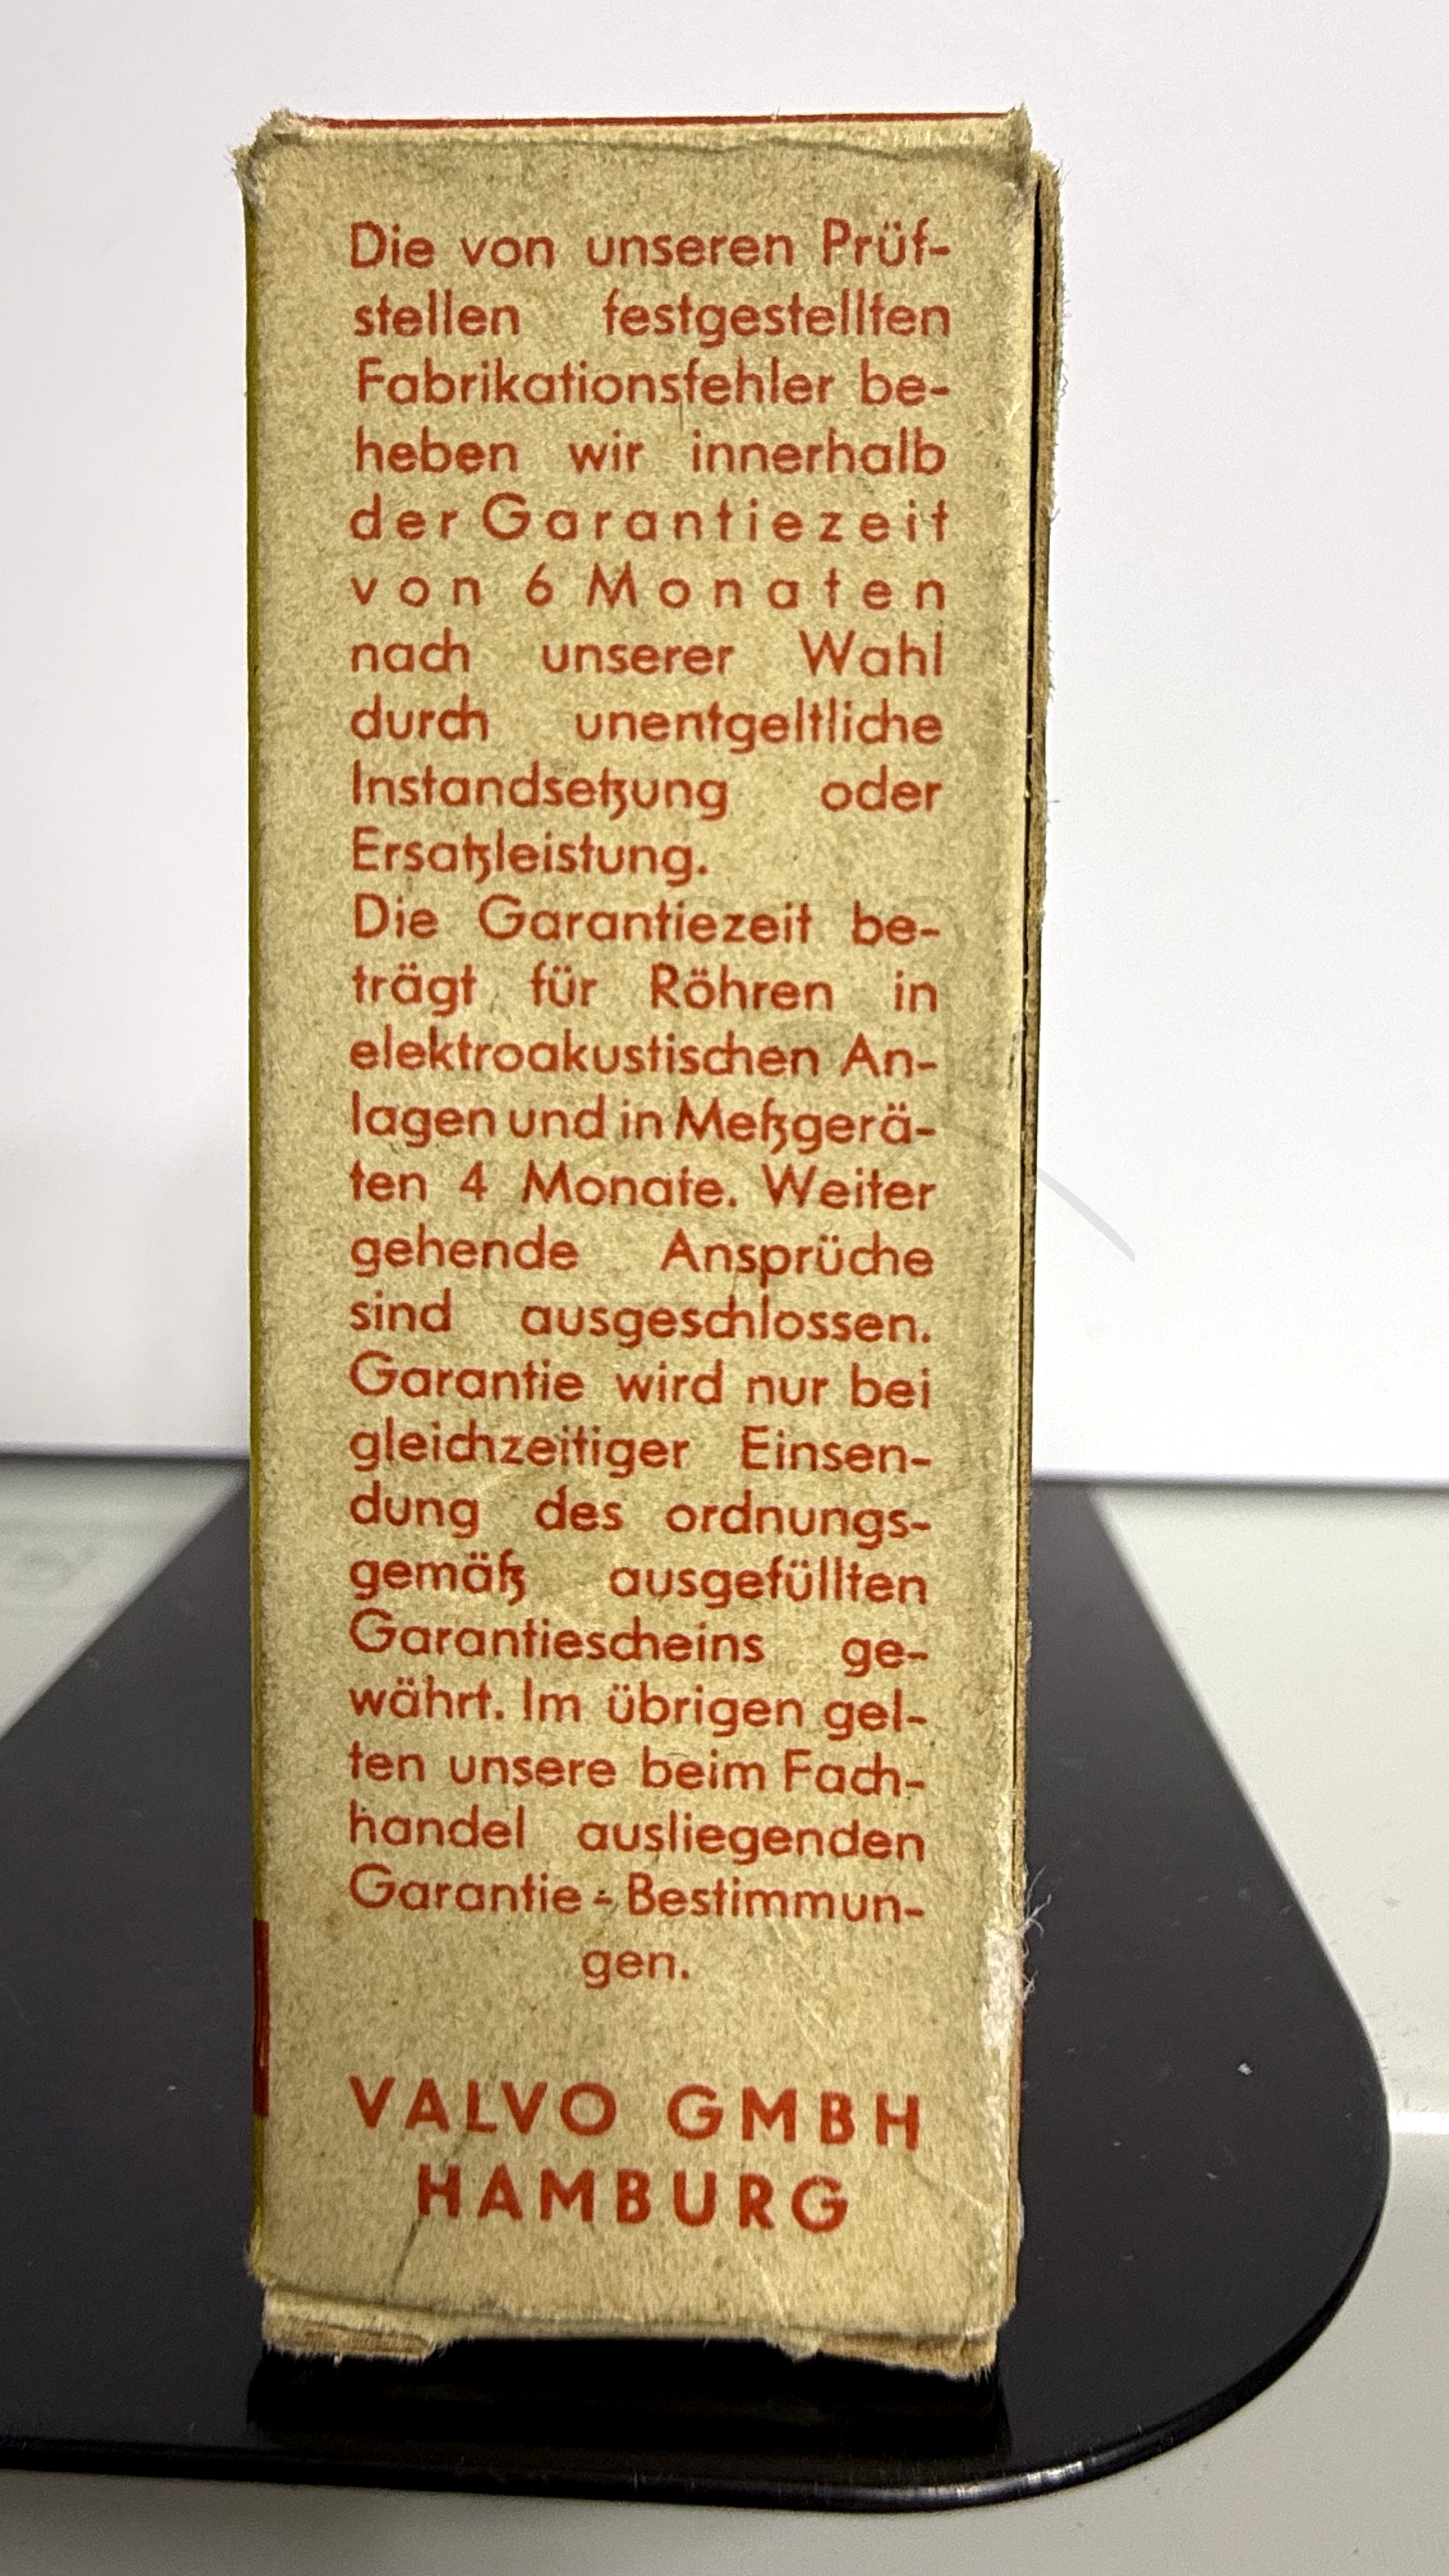 Die von unseren Prüf-
stellen festgestellten
Fabrikationsfehler be-
heben wir innerhalb
der Garantiezeit
von 6 Monaten
nach unserer Wahl
durch unentgeltliche
Instandsetzung oder
Ersatzleistung.
Die Garantiezeit be-
trägt für Röhren in
elektroakustischen An-
lagen und in Meßgerä-
ten 4 Monate. Weiter
gehende Ansprüche
sind ausgeschlossen.
Garantie wird nur bei
gleichzeitiger Einsen-
dung des ordnungs-
gemäß ausgefüllten
Garantiescheins ge-
währt. Im übrigen gel-
ten unsere beim Fach-
handel ausliegenden
Garantie-Bestimmun-
gen.
VALVO GMBH
HAMBURG